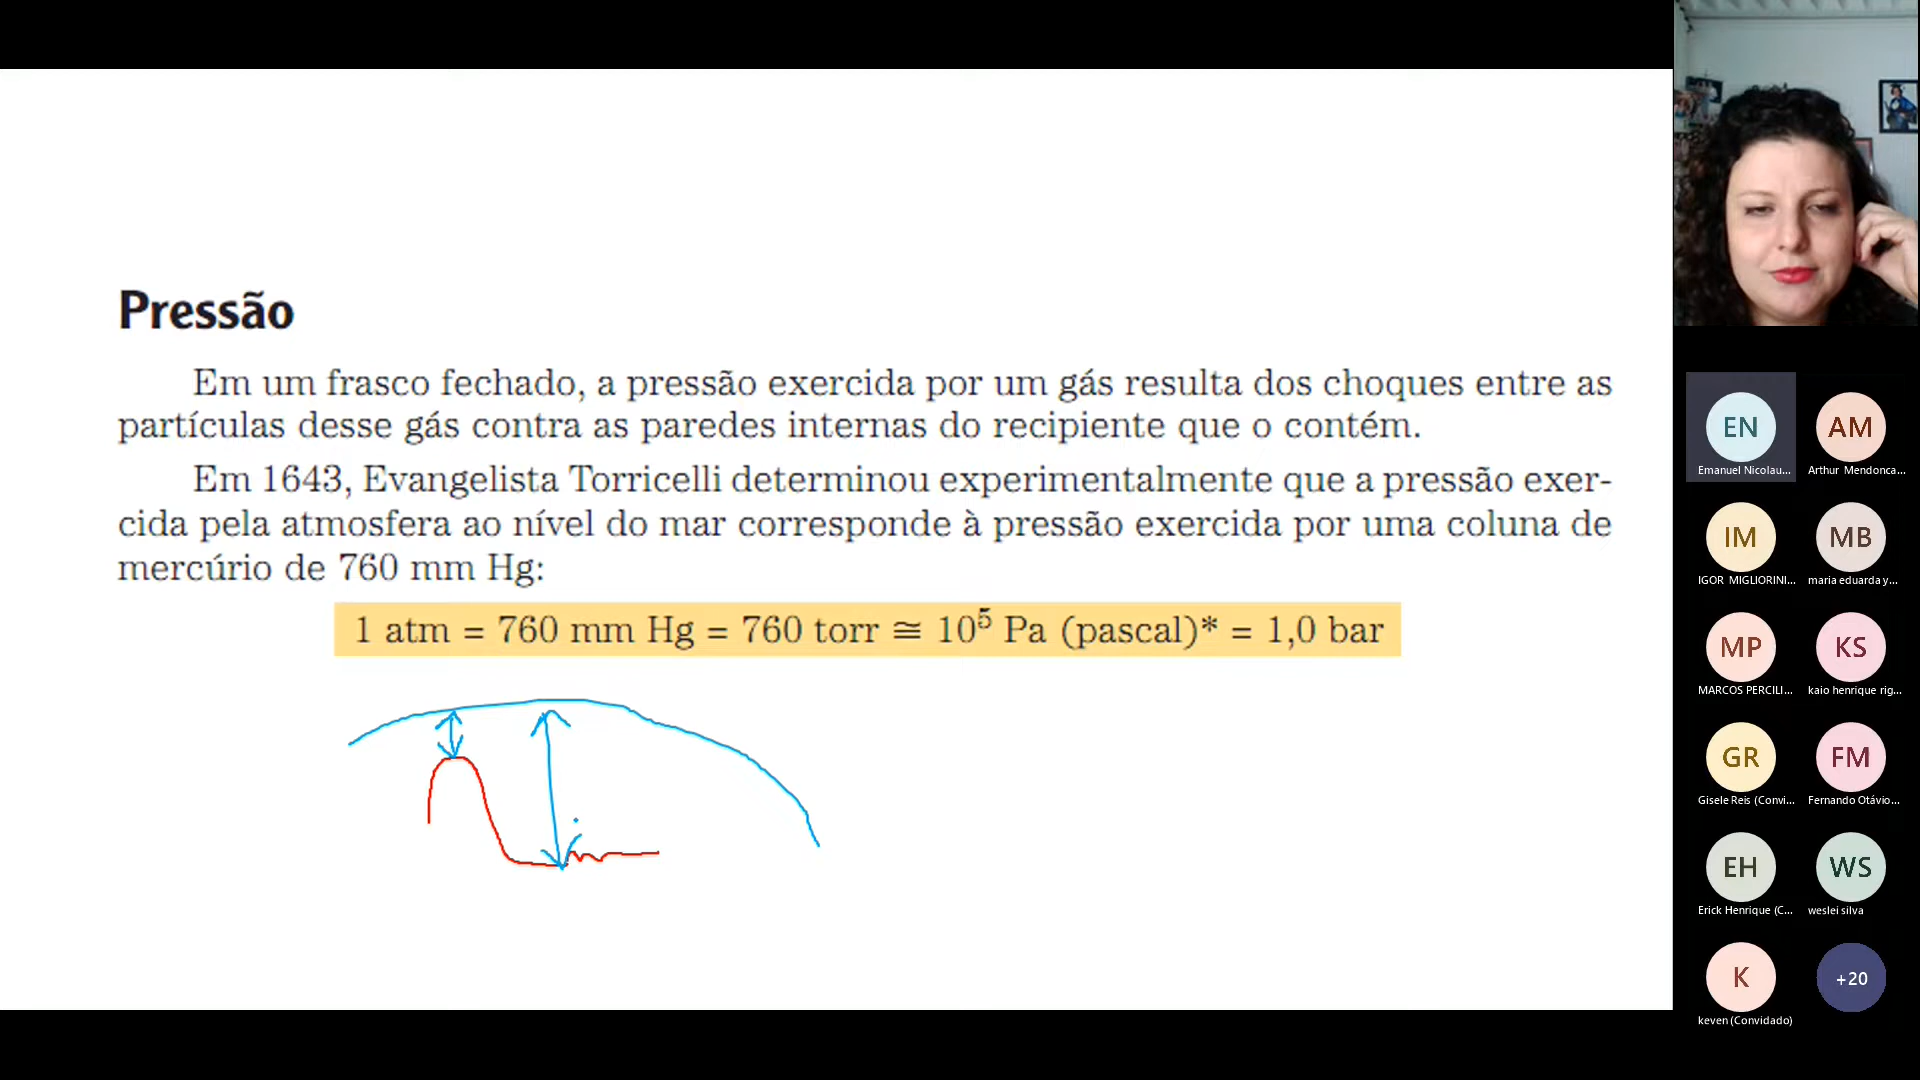 Pressão
Em um frasco fechado, a pressão exercida por um gás resulta dos choques entre as
partículas desse gás contra as paredes internas do recipiente que o contém.
Em 1643, Evangelista Torricelli determinou experimentalmente que a pressão exer-
cida pela atmosfera ao nível do mar corresponde à pressão exercida por uma coluna de
mercúrio de 760 mm Hg:
1 atm = 760 mm Hg = 760 torr ≅ 10⁵ Pa (pascal)* = 1,0 bar
EN
AM
Emanuel Nicolau...
Arthur Mendonca...
IM
MB
IGOR MIGLIORINI...
maria eduarda y...
MP
KS
MARCOS PERCILI...
kaio henrique rig...
GR
FM
Gisele Reis (Convi...
Fernando Otávio...
EH
WS
Erick Henrique (C...
weslei silva
K
+20
keven (Convidado)